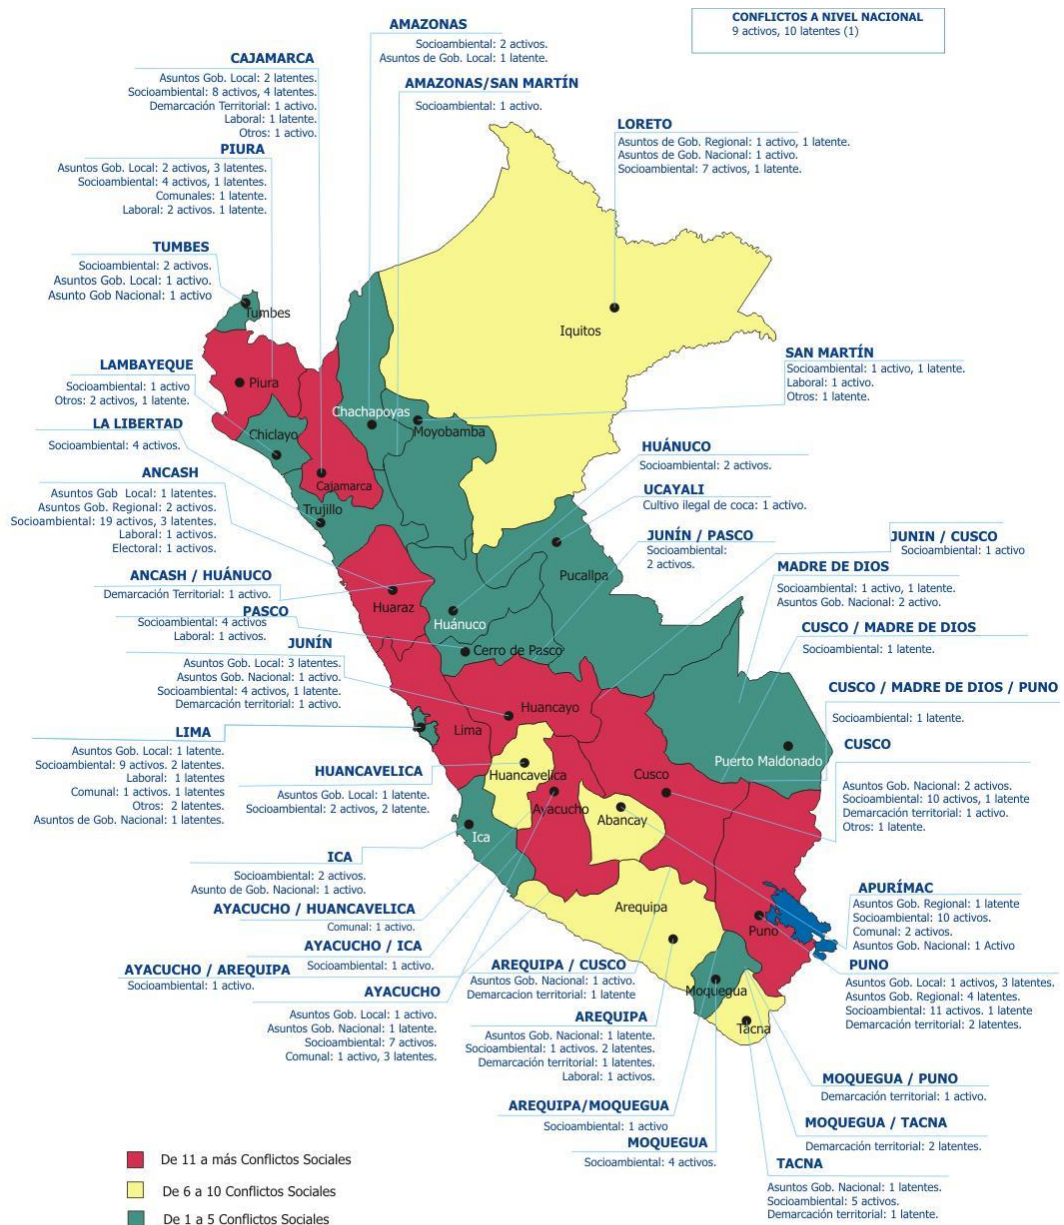 CONFLICTOS A NIVEL NACIONAL
9 activos, 10 latentes (1)
AMAZONAS
Socioambiental: 2 activos.
Asuntos de Gob. Local: 1 latente.
CAJAMARCA
Asuntos Gob. Local: 2 latentes.
Socioambiental: 8 activos, 4 latentes.
Demarcación Territorial: 1 activo.
Laboral: 1 latente.
Otros: 1 activo.
AMAZONAS/SAN MARTÍN
Socioambiental: 1 activo.
LORETO
Asuntos de Gob. Regional: 1 activo, 1 latente.
Asuntos de Gob. Nacional: 1 activo.
Socioambiental: 7 activos, 1 latente.
PIURA
Asuntos Gob. Local: 2 activos, 3 latentes.
Socioambiental: 4 activos, 1 latentes.
Comunales: 1 latente.
Laboral: 2 activos. 1 latente.
TUMBES
Socioambiental: 2 activos.
Asuntos Gob. Local: 1 activo.
Asunto Gob Nacional: 1 activo
Tumbes
Iquitos
LAMBAYEQUE
Socioambiental: 1 activo
Otros: 2 activos, 1 latente.
Piura
SAN MARTÍN
Socioambiental: 1 activo, 1 latente.
Laboral: 1 activo.
Otros: 1 latente.
Chachapoyas
Moyobamba
Chiclayo
LA LIBERTAD
Socioambiental: 4 activos.
HUÁNUCO
Socioambiental: 2 activos.
ANCASH
Asuntos Gob Local: 1 latentes.
Asuntos Gob. Regional: 2 activos.
Socioambiental: 19 activos, 3 latentes.
Laboral: 1 activos.
Electoral: 1 activos.
Cajamarca
Trujillo
UCAYALI
Cultivo ilegal de coca: 1 activo.
JUNÍN / PASCO
Socioambiental:
2 activos.
JUNIN / CUSCO
Socioambiental: 1 activo
Pucallpa
MADRE DE DIOS
Socioambiental: 1 activo, 1 latente.
Asuntos Gob. Nacional: 2 activo.
ANCASH / HUÁNUCO
Demarcación Territorial: 1 activo.
Huaraz
Huánuco
PASCO
Socioambiental: 4 activos
Laboral: 1 activos.
CUSCO / MADRE DE DIOS
Socioambiental: 1 latente.
Cerro de Pasco
JUNÍN
Asuntos Gob. Local: 3 latentes.
Asuntos Gob. Nacional: 1 activo.
Socioambiental: 4 activos, 1 latente.
Demarcación territorial: 1 activo.
CUSCO / MADRE DE DIOS / PUNO
Socioambiental: 1 latente.
Huancayo
Lima
LIMA
Asuntos Gob. Local: 1 latente.
Socioambiental: 9 activos. 2 latentes.
Laboral: 1 latentes
Comunal: 1 activos. 1 latentes
Otros: 2 latentes.
Asuntos de Gob. Nacional: 1 latentes.
CUSCO
Asuntos Gob. Nacional: 2 activos.
Socioambiental: 10 activos, 1 latente
Demarcación territorial: 1 activo.
Otros: 1 latente.
Puerto Maldonado
HUANCAVELICA
Asuntos Gob. Local: 1 latente.
Socioambiental: 2 activos, 2 latente.
Huancavelica
Cusco
Ayacucho
Abancay
Ica
ICA
Socioambiental: 2 activos.
Asunto de Gob. Nacional: 1 activo.
APURÍMAC
Asuntos Gob. Regional: 1 latente
Socioambiental: 10 activos.
Comunal: 2 activos.
Asuntos Gob. Nacional: 1 Activo
AYACUCHO / HUANCAVELICA
Comunal: 1 activo.
Arequipa
Puno
AYACUCHO / ICA
Socioambiental: 1 activo.
AYACUCHO / AREQUIPA
Socioambiental: 1 activo.
AREQUIPA / CUSCO
Asuntos Gob. Nacional: 1 activo.
Demarcacion territorial: 1 latente
PUNO
Asuntos Gob. Local: 1 activos, 3 latentes.
Asuntos Gob. Regional: 4 latentes.
Socioambiental: 11 activos. 1 latente
Demarcación territorial: 2 latentes.
Moquegua
AYACUCHO
Asuntos Gob. Local: 1 activo.
Asuntos Gob. Nacional: 1 latente.
Socioambiental: 7 activos.
Comunal: 1 activo, 3 latentes.
AREQUIPA
Asuntos Gob. Nacional: 1 latente.
Socioambiental: 1 activos. 2 latentes.
Demarcación territorial: 1 latentes.
Laboral: 1 activos.
Tacna
MOQUEGUA / PUNO
Demarcación territorial: 1 activo.
AREQUIPA/MOQUEGUA
Socioambiental: 1 activo
MOQUEGUA / TACNA
Demarcación territorial: 2 latentes.
MOQUEGUA
Socioambiental: 4 activos.
TACNA
Asuntos Gob. Nacional: 1 latentes.
Socioambiental: 5 activos.
Demarcación territorial: 1 latente.
De 11 a más Conflictos Sociales
De 6 a 10 Conflictos Sociales
De 1 a 5 Conflictos Sociales